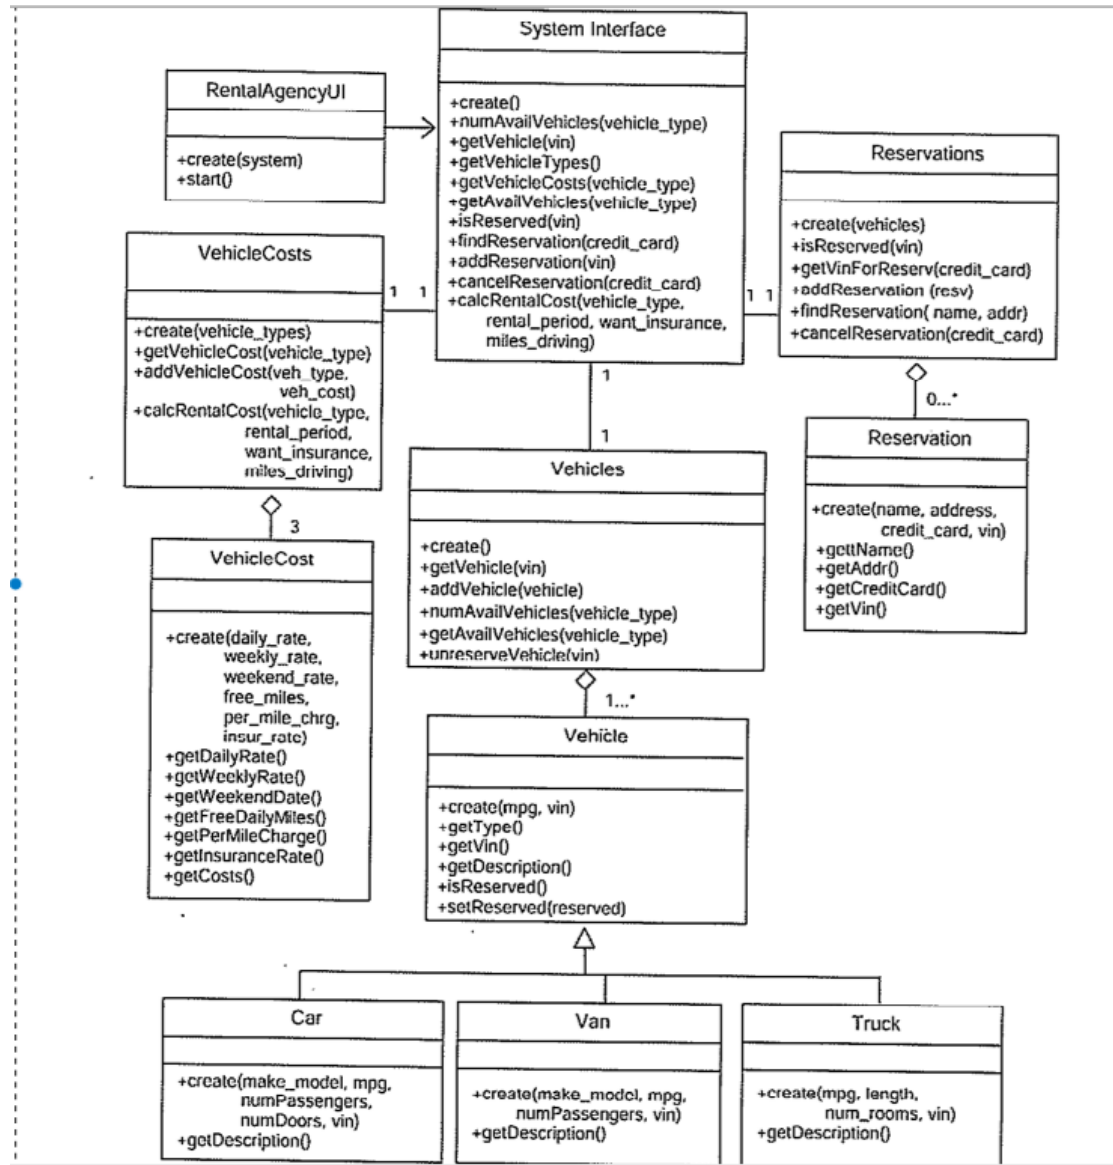 System Interface
+create()
+numAvailVehicles(vehicle_type)
+getVehicle(vin)
+getVehicleTypes()
+getVehicleCosts(vehicle_type)
+getAvailVehicles(vehicle_type)
+isReserved(vin)
+findReservation(credit_card)
+addReservation(vin)
+cancelReservation(credit_card)
+calcRentalCost(vehicle_type,
rental_period, want_insurance,
miles_driving)
RentalAgencyUI
+create(system)
+start()
Reservations
+create(vehicles)
+isReserved(vin)
+getVinForReserv(credit_card)
+addReservation (resv)
+findReservation( name, addr)
+cancelReservation(credit_card)
VehicleCosts
+create(vehicle_types)
+getVehicleCost(vehicle_type)
+addVehicleCost(veh_type,
veh_cost)
+calcRentalCost(vehicle_type,
rental_period,
want_insurance,
miles_driving)
1 1
1 1
1
1
0...*
Reservation
+create(name, address,
credit_card, vin)
+gettName()
+getAddr()
+getCreditCard()
+getVin()
Vehicles
+create()
+getVehicle(vin)
+addVehicle(vehicle)
+numAvailVehicles(vehicle_type)
+getAvailVehicles(vehicle_type)
+unreserveVehicle(vin)
3
VehicleCost
+create(daily_rate,
weekly_rate,
weekend_rate,
free_miles,
per_mile_chrg,
insur_rate)
+getDailyRate()
+getWeeklyRate()
+getWeekendDate()
+getFreeDailyMiles()
+getPerMileCharge()
+getInsuranceRate()
+getCosts()
1...*
Vehicle
+create(mpg, vin)
+getType()
+getVin()
+getDescription()
+isReserved()
+setReserved(reserved)
Car
+create(make_model, mpg,
numPassengers,
numDoors, vin)
+getDescription()
Van
+create(make_model, mpg,
numPassengers, vin)
+getDescription()
Truck
+create(mpg, length,
num_rooms, vin)
+getDescription()